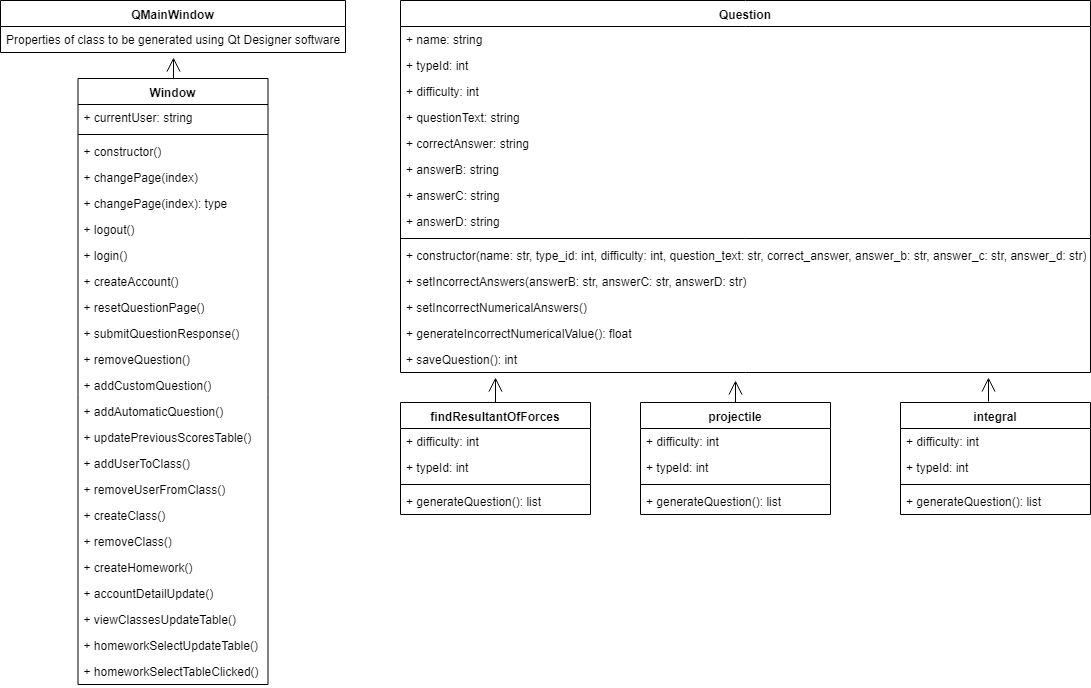 QMainWindow
Properties of class to be generated using Qt Designer software
Window
+ currentUser: string
+ constructor()
+ changePage(index)
+ changePage(index): type
+ logout()
+ login()
+ createAccount()
+ resetQuestionPage()
+ submitQuestionResponse()
+ removeQuestion()
+ addCustomQuestion()
+ addAutomaticQuestion()
+ updatePreviousScoresTable()
+ addUserToClass()
+ removeUserFromClass()
+ createClass()
+ removeClass()
+ createHomework()
+ accountDetailUpdate()
+ viewClassesUpdateTable()
+ homeworkSelectUpdateTable()
+ homeworkSelectTableClicked()
Question
+ name: string
+ typeId: int
+ difficulty: int
+ questionText: string
+ correctAnswer: string
+ answerB: string
+ answerC: string
+ answerD: string
+ constructor(name: str, type_id: int, difficulty: int, question_text: str, correct_answer, answer_b: str, answer_c: str, answer_d: str)
+ setIncorrectAnswers(answerB: str, answerC: str, answerD: str)
+ setIncorrectNumericalAnswers()
+ generateIncorrectNumericalValue(): float
+ saveQuestion(): int
findResultantOfForces
+ difficulty: int
+ typeId: int
+ generateQuestion(): list
projectile
+ difficulty: int
+ typeId: int
+ generateQuestion(): list
integral
+ difficulty: int
+ typeId: int
+ generateQuestion(): list